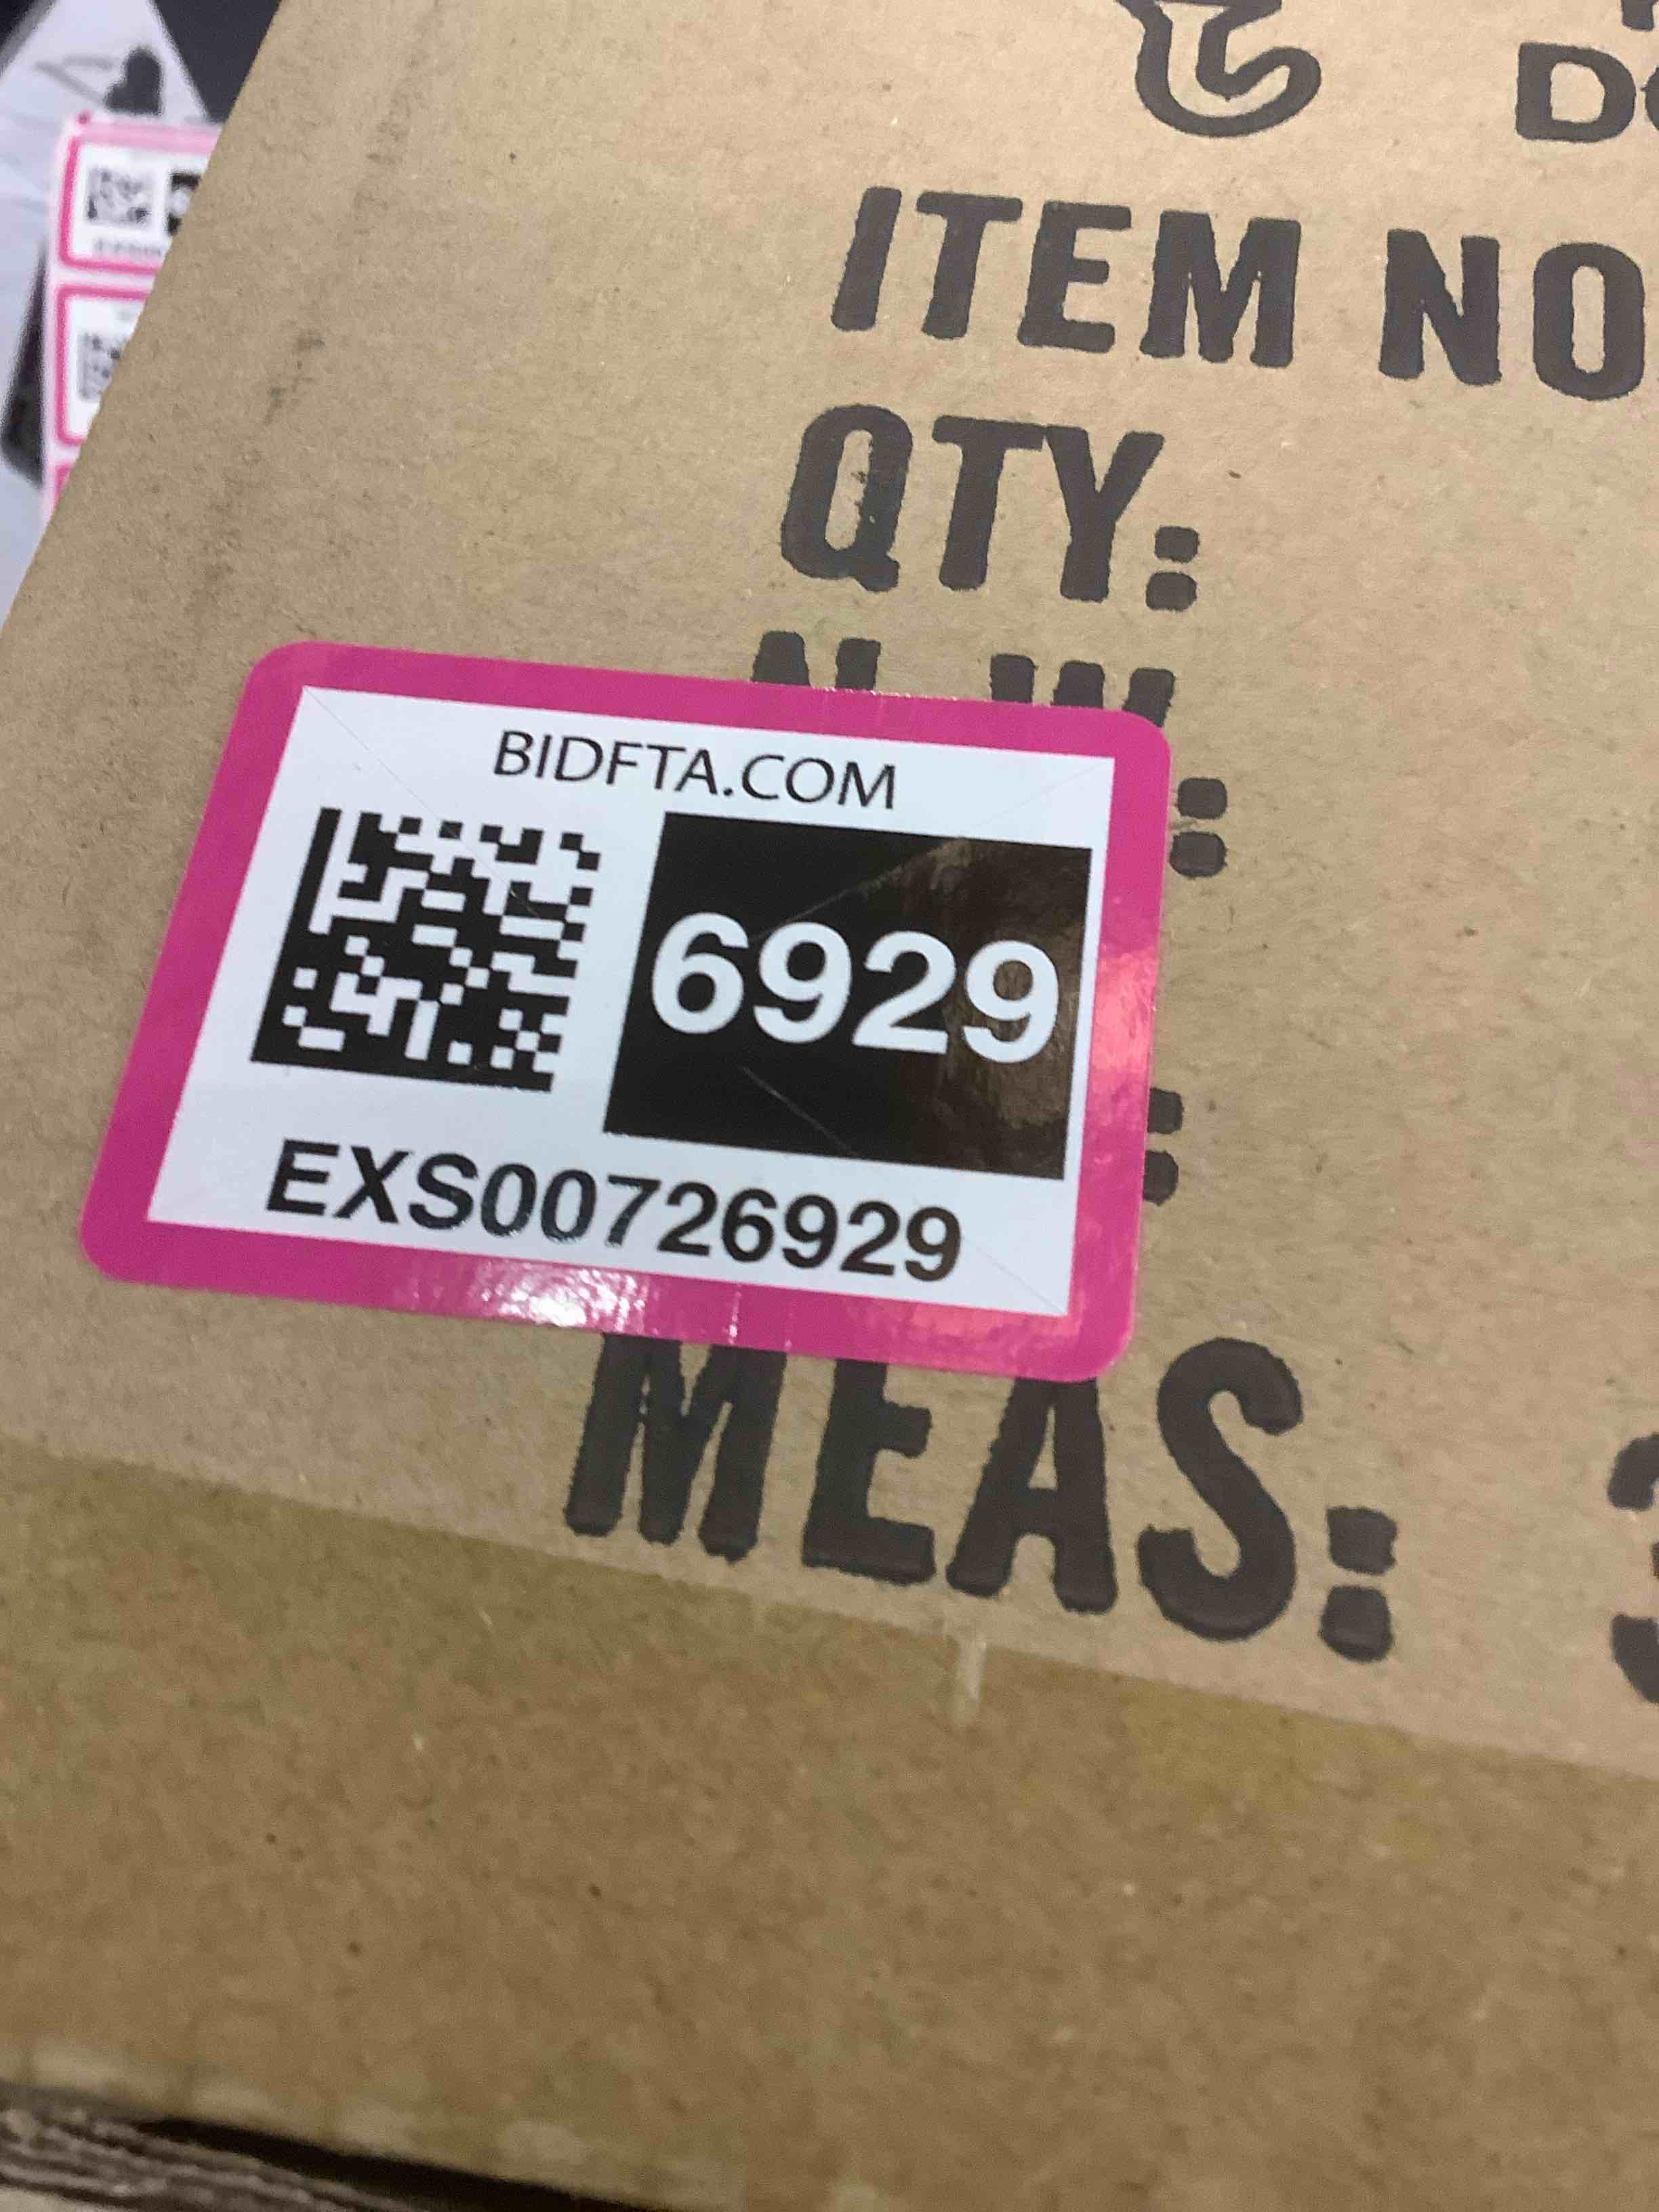 ITEM NO
QTY:
N.W.:
BIDFTA.COM
6929
EXS00726929
MEAS: